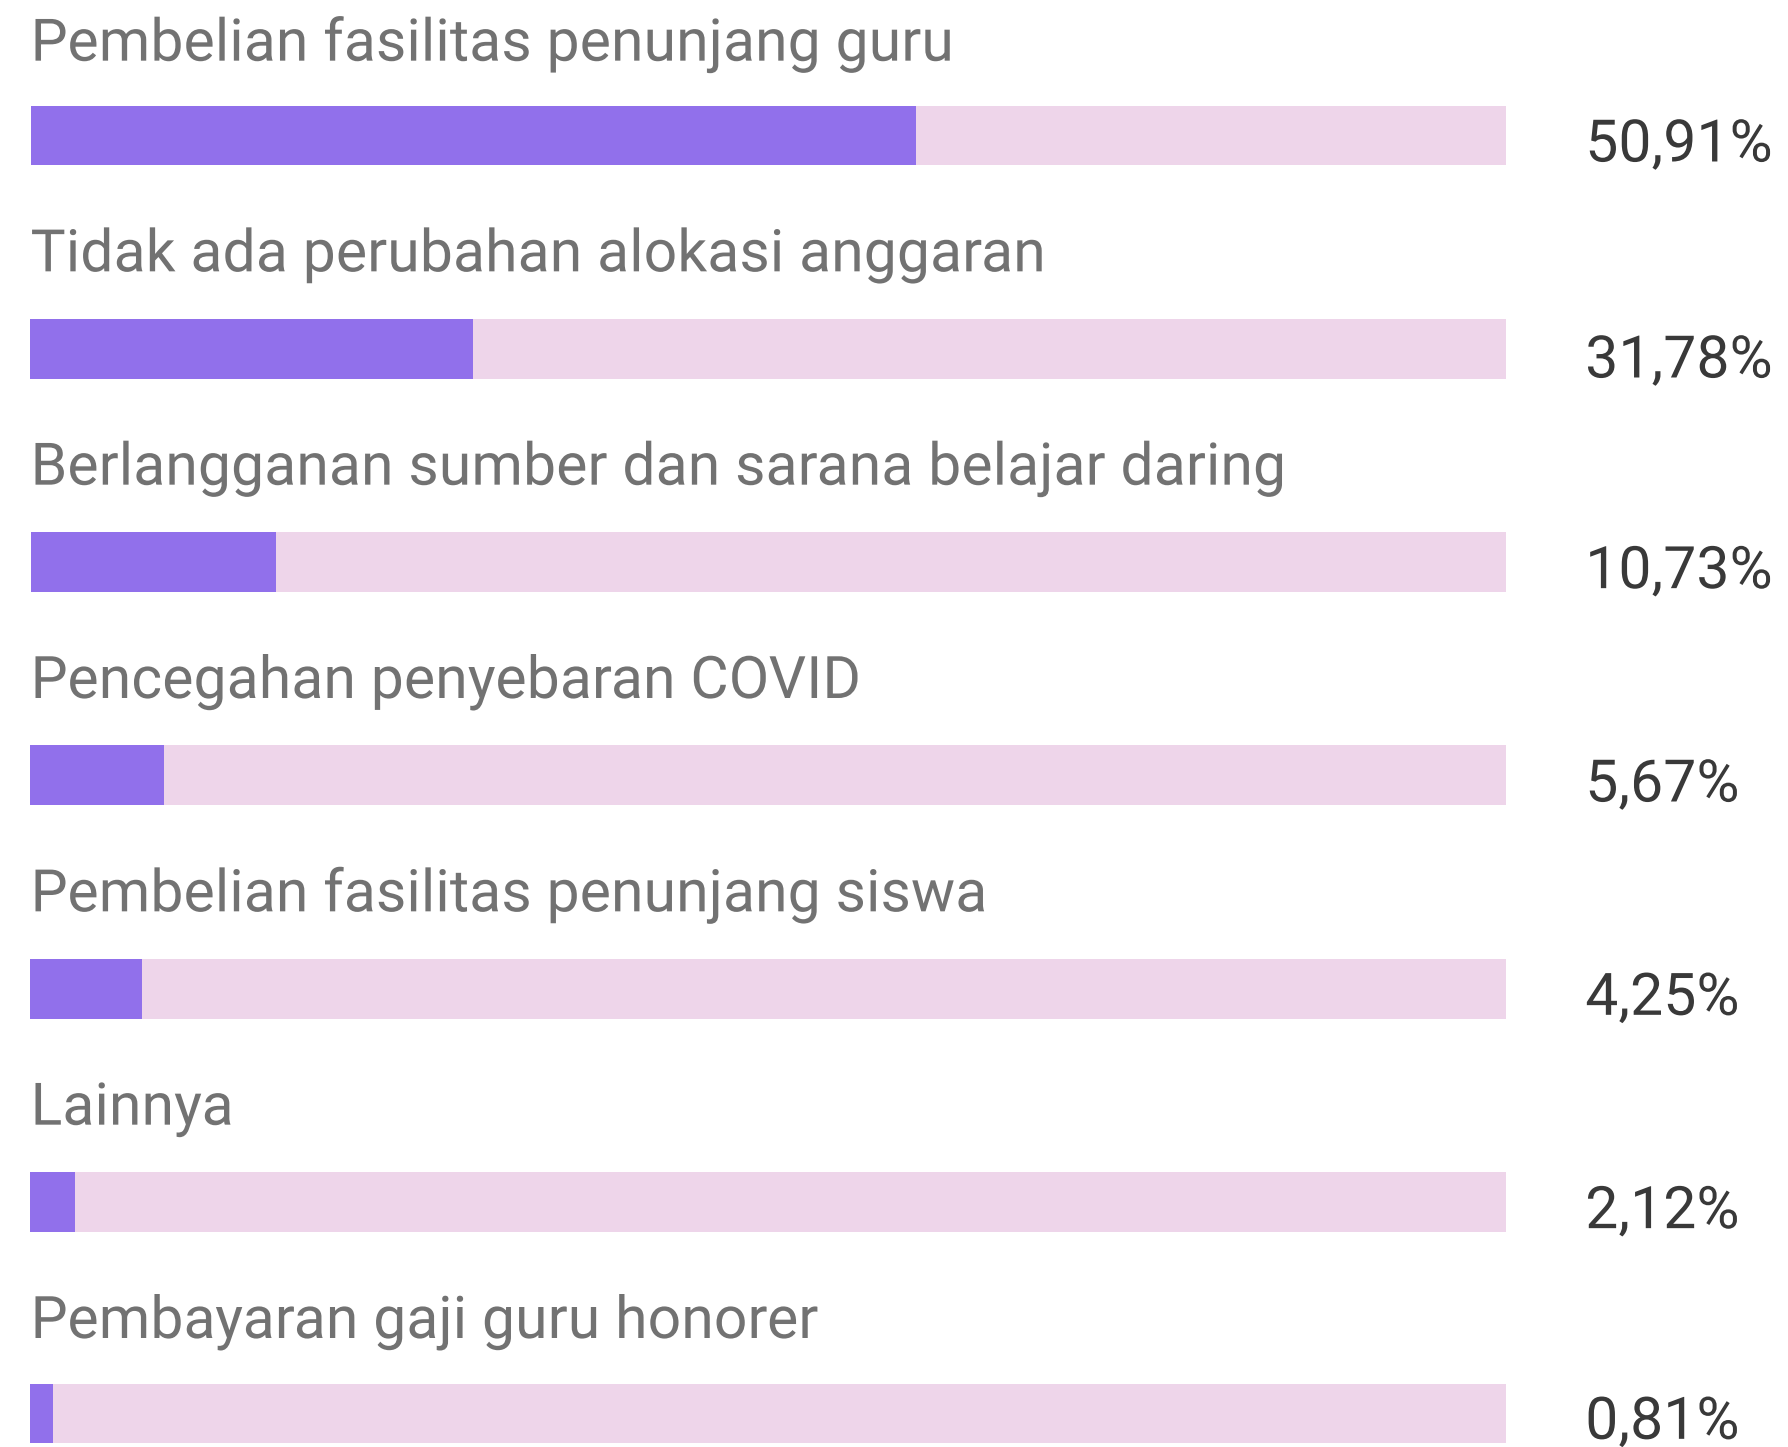 Pembelian fasilitas penunjang guru
50,91%
Tidak ada perubahan alokasi anggaran
31,78%
Berlangganan sumber dan sarana belajar daring
10,73%
Pencegahan penyebaran COVID
5,67%
Pembelian fasilitas penunjang siswa
4,25%
Lainnya
2,12%
Pembayaran gaji guru honorer
0,81%